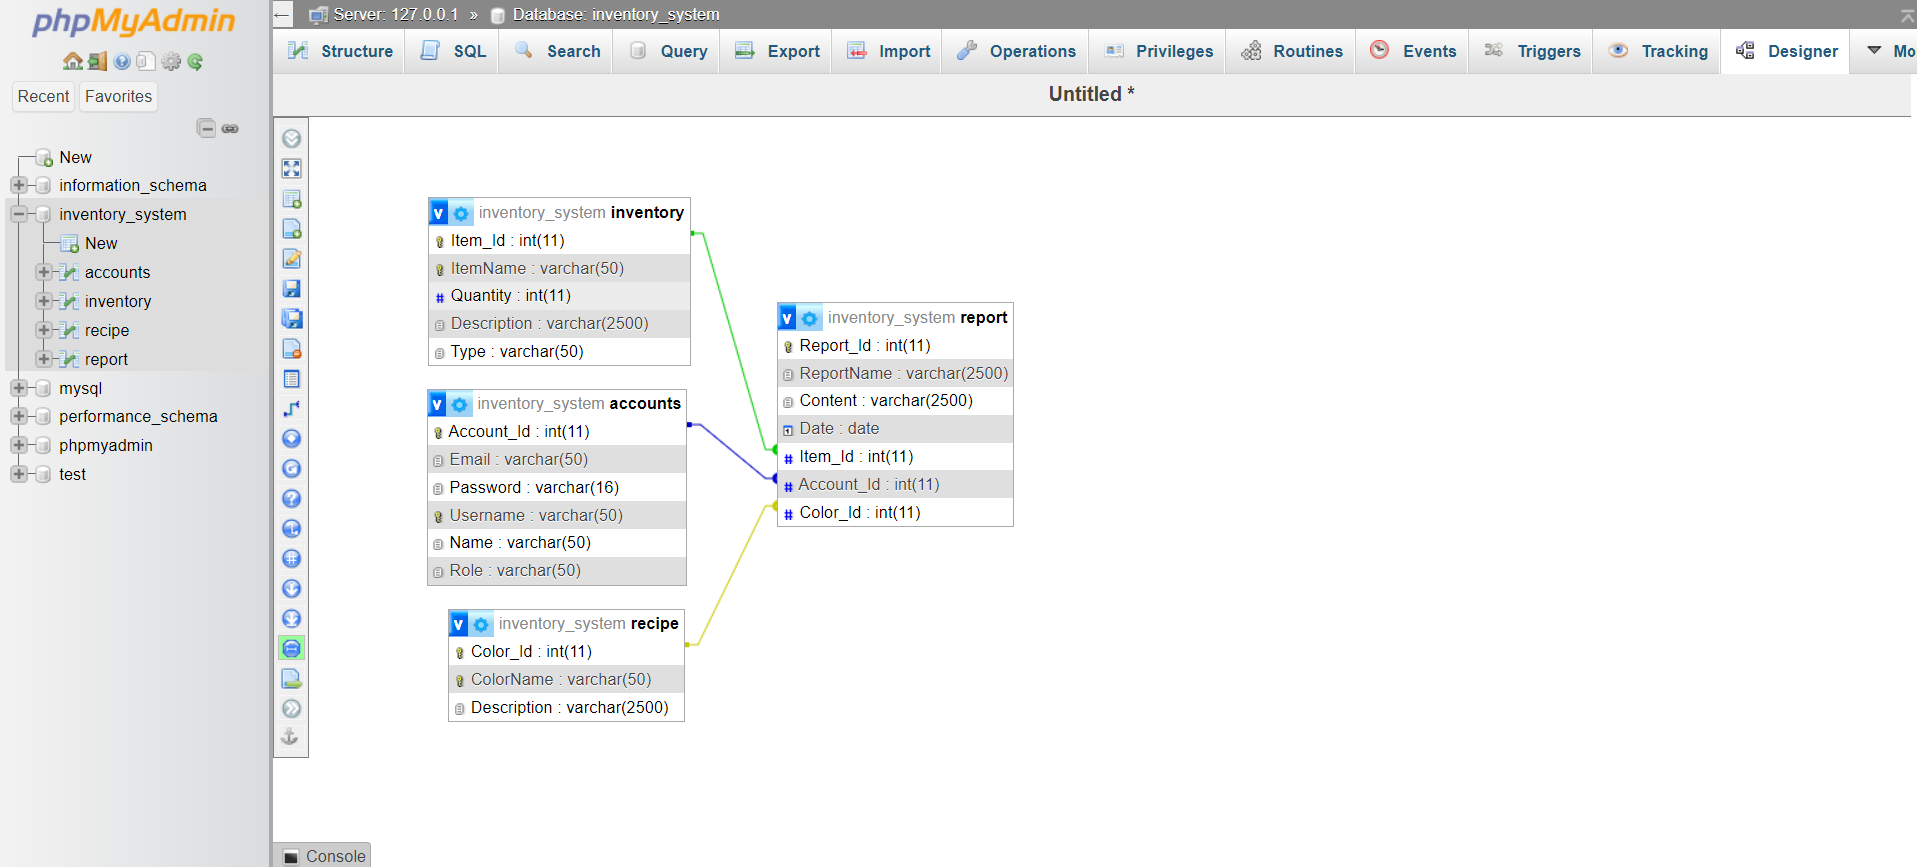 phpMyAdmin
Recent
Favorites
New
information_schema
inventory_system
New
accounts
inventory
recipe
report
mysql
performance_schema
phpmyadmin
test
← Server: 127.0.0.1 » Database: inventory_system
Structure SQL Search Query Export Import Operations Privileges Routines Events Triggers Tracking Designer Mo
Untitled *
v inventory_system inventory
Item_Id : int(11)
ItemName : varchar(50)
# Quantity : int(11)
Description : varchar(2500)
Type : varchar(50)
v inventory_system accounts
Account_Id : int(11)
Email : varchar(50)
Password : varchar(16)
Username : varchar(50)
Name : varchar(50)
Role : varchar(50)
v inventory_system recipe
Color_Id : int(11)
ColorName : varchar(50)
Description : varchar(2500)
v inventory_system report
Report_Id : int(11)
ReportName : varchar(2500)
Content : varchar(2500)
Date : date
# Item_Id : int(11)
# Account_Id : int(11)
# Color_Id : int(11)
Console